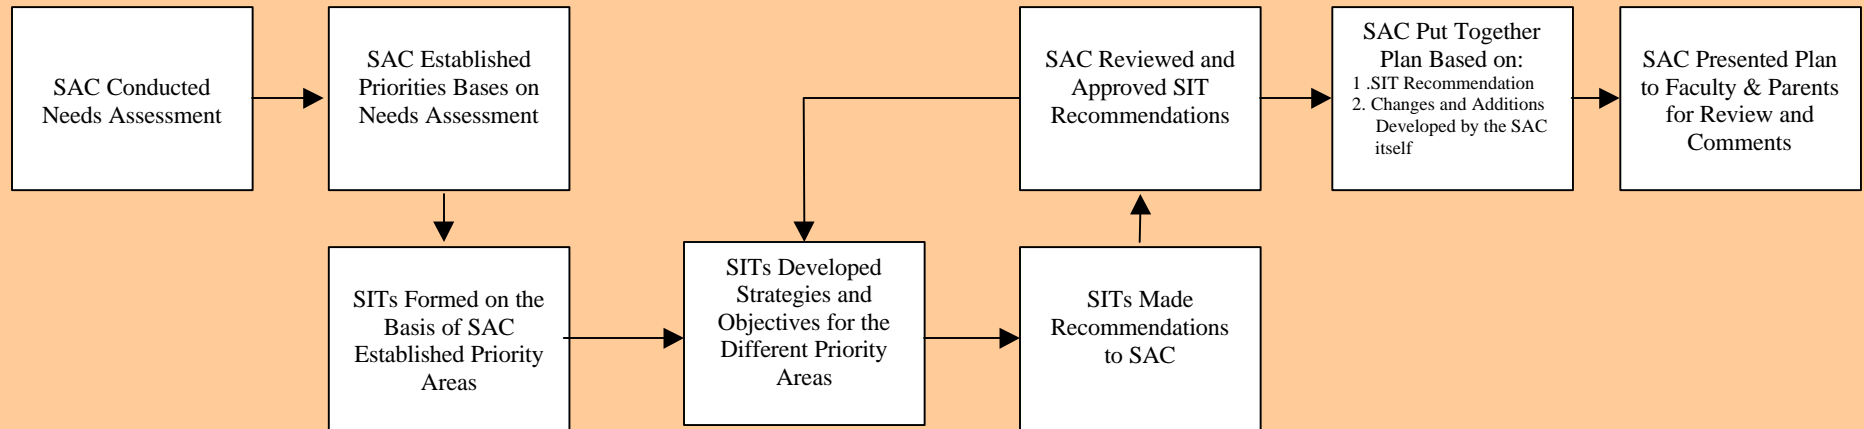 SAC Conducted
Needs Assessment
SAC Established
Priorities Bases on
Needs Assessment
SITs Formed on the
Basis of SAC
Established Priority
Areas
SITs Developed
Strategies and
Objectives for the
Different Priority
Areas
SITs Made
Recommendations
to SAC
SAC Reviewed and
Approved SIT
Recommendations
SAC Put Together
Plan Based on:
1 .SIT Recommendation
2. Changes and Additions
Developed by the SAC
itself
SAC Presented Plan
to Faculty & Parents
for Review and
Comments